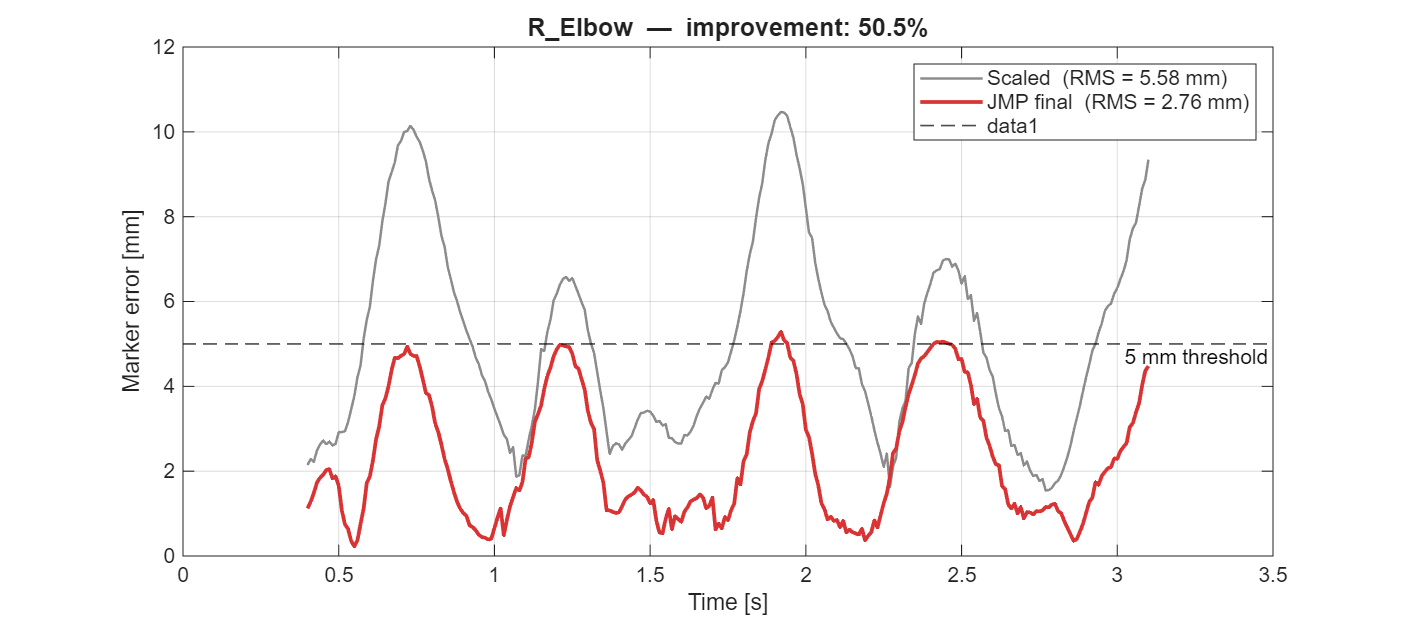 R_Elbow — improvement: 50.5%
12
10
8
6
4
2
0
Marker error [mm]
Scaled (RMS = 5.58 mm)
JMP final (RMS = 2.76 mm)
data1
5 mm threshold
0 0.5 1 1.5 2 2.5 3 3.5
Time [s]